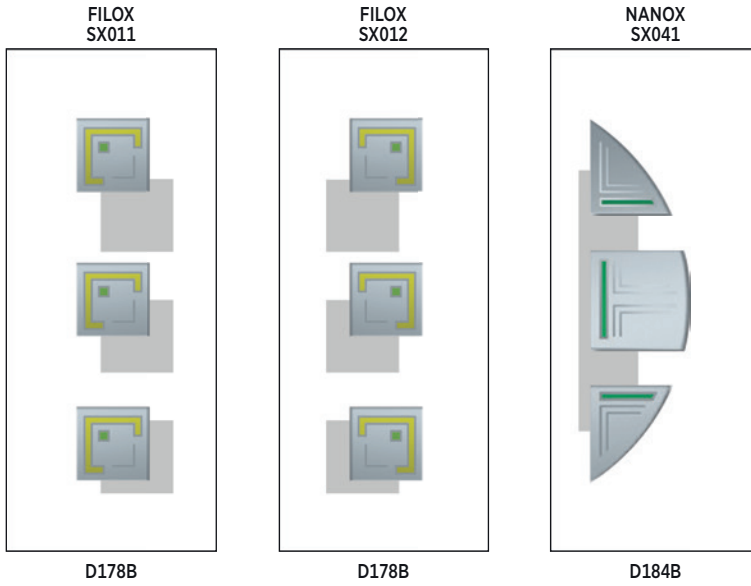 FILOX
SX011
FILOX
SX012
NANOX
SX041
D178B
D178B
D184B